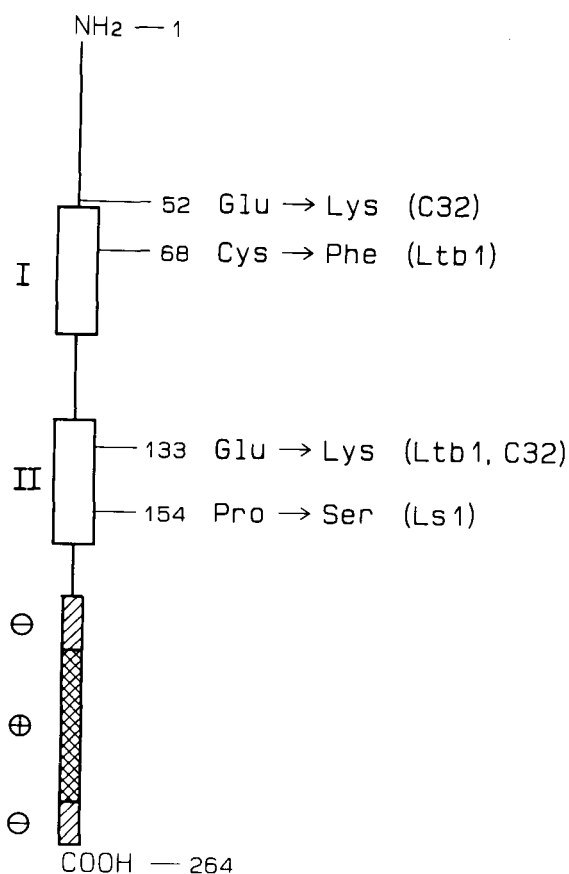 NH2 — 1
52 Glu → Lys (C32)
68 Cys → Phe (Ltb1)
I
133 Glu → Lys (Ltb1, C32)
II
154 Pro → Ser (Ls1)
⊖
⊕
⊖
COOH — 264